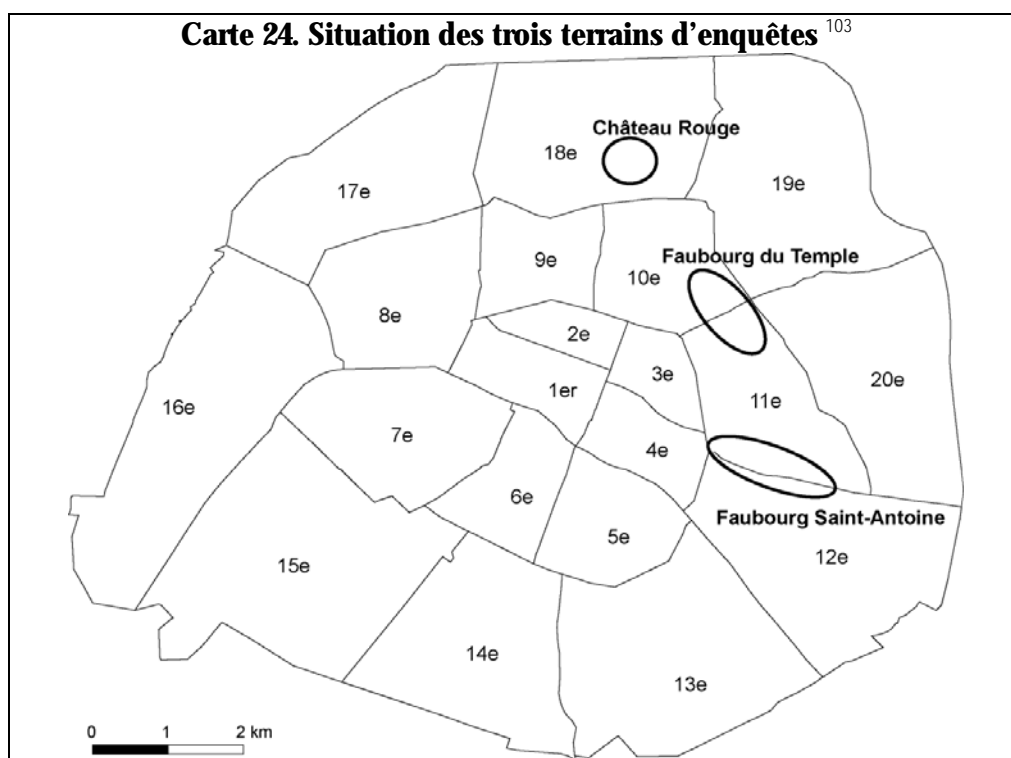 Carte 24. Situation des trois terrains d'enquêtes 103
Château Rouge
18e
17e
19e
Faubourg du Temple
9e
10e
8e
2e
3e
20e
1er
16e
11e
7e
4e
6e
Faubourg Saint-Antoine
5e
12e
15e
14e
13e
0 1 2 km